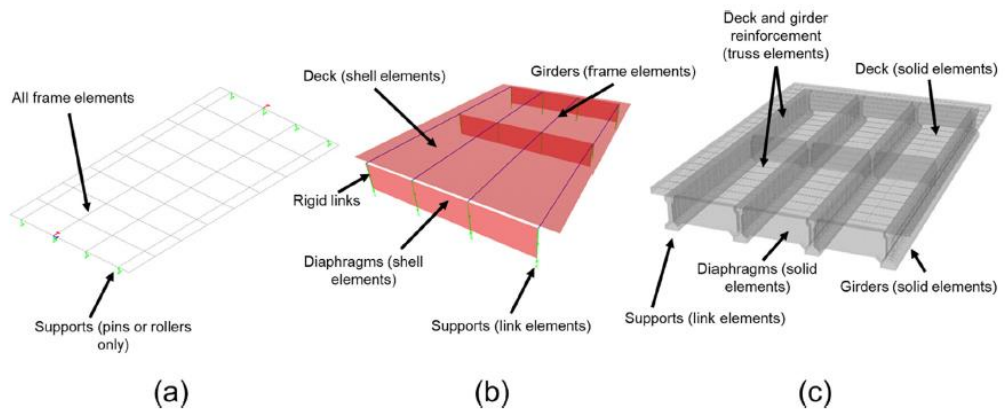 All frame elements
Supports (pins or rollers
only)
(a)
Deck (shell elements)
Girders (frame elements)
Rigid links
Diaphragms (shell
elements)
Supports (link elements)
(b)
Deck and girder
reinforcement
(truss elements)
Deck (solid elements)
Diaphragms (solid
elements)
Girders (solid elements)
Supports (link elements)
(c)